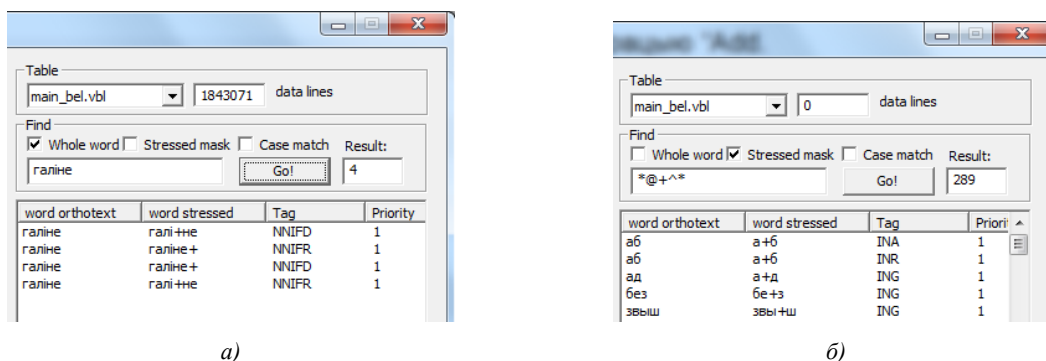 Table
main_bel.vbl 1843071 data lines
Find
Whole word Stressed mask Case match Result:
галіне Go! 4
word orthotext word stressed Tag Priority
галіне галі+не NNIFD 1
галіне галіне+ NNIFR 1
галіне галіне+ NNIFD 1
галіне галі+не NNIFR 1
а)
"Add.
Table
main_bel.vbl 0 data lines
Find
Whole word Stressed mask Case match Result:
*@+^* Go! 289
word orthotext word stressed Tag Priori
аб а+б INA 1
аб а+б INR 1
ад а+д ING 1
без бе+з ING 1
звыш звы+ш ING 1
б)